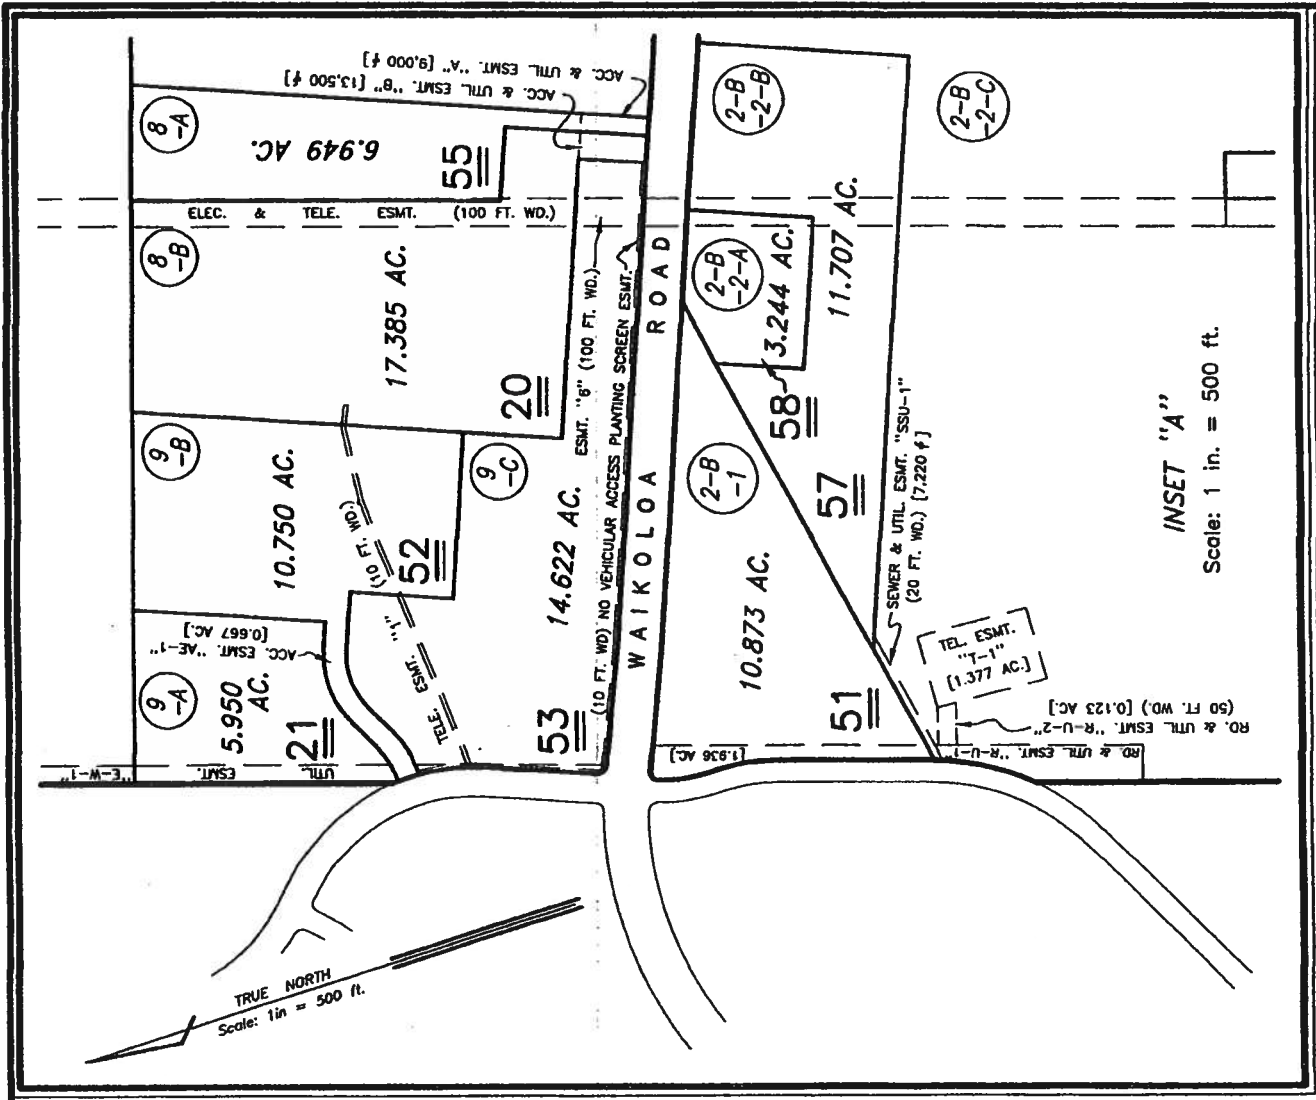 ACC. & UTIL. ESMT. "A" [9,000 ƒ]
ACC. & UTIL. ESMT. "B" [13,500 ƒ]
8
-A
6.949 AC.
55
ELEC. & TELE. ESMT. (100 FT. WD.)
8
-B
17.385 AC.
20
ESMT. "6" (100 FT. WD.)
(10 FT. WD) NO VEHICULAR ACCESS PLANTING SCREEN ESMT.
WAIKOLOA ROAD
2-B
-2-B
2-B
-2-C
11.707 AC.
2-B
-2-A
3.244 AC.
58
57
9
-B
10.750 AC.
(10 FT. WD.)
52
9
-C
14.622 AC.
TELE. ESMT. "1"
53
ACC. ESMT. "AE-1"
[0.667 AC.]
9
-A
5.950
AC.
21
UTIL. ESMT. "E-W-1"
2-B
-1
10.873 AC.
51
[1.936 AC.]
SEWER & UTIL. ESMT. "SSU-1"
(20 FT. WD.) [7,220 ƒ]
TEL. ESMT.
"T-1"
[1.377 AC.]
RD. & UTIL. ESMT. "R-U-2"
(50 FT. WD.) [0.123 AC.]
RD. & UTIL. ESMT. "R-U-1"
INSET "A"
Scale: 1 in. = 500 ft.
TRUE NORTH
Scale: 1in = 500 ft.